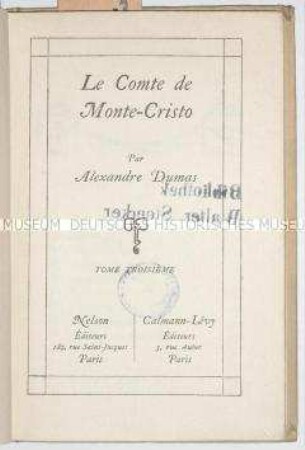 Le Comte de
Monte-Cristo
Par
Alexandre Dumas
Bibliothek
Walter
Stencker
MUSEUM DEUTSCHES HISTORISCHES MUSEUM
TOME TROISIÈME
Nelson
Éditeurs
189, rue Saint-Jacques
Paris
Calmann-Lévy
Éditeurs
3, rue Auber
Paris